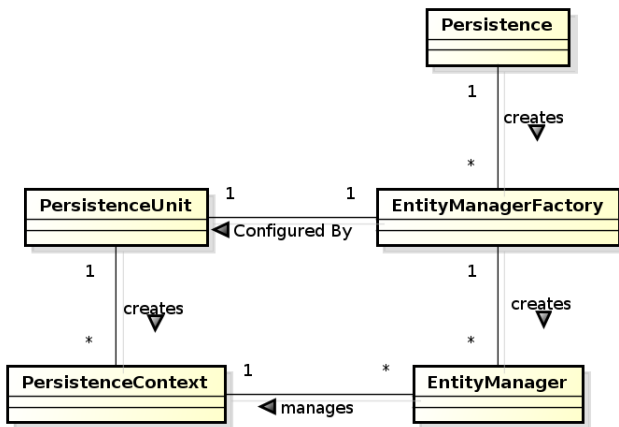 Persistence
1
creates
*
PersistenceUnit
1
1
EntityManagerFactory
Configured By
1
creates
*
1
creates
*
PersistenceContext
1
*
EntityManager
manages